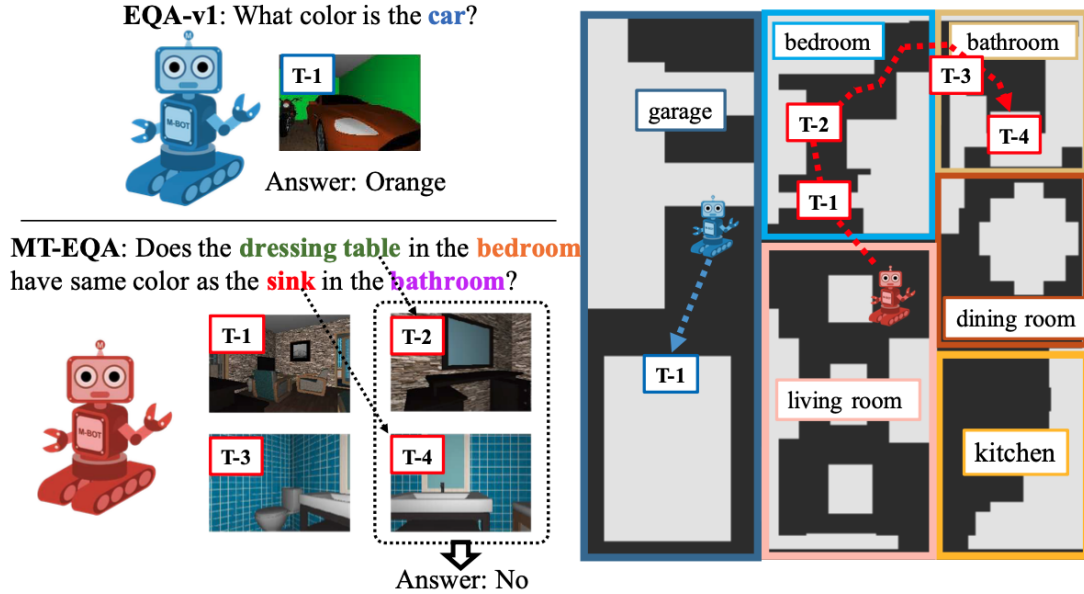 EQA-v1: What color is the car?
M
M-BOT
T-1
Answer: Orange
MT-EQA: Does the dressing table in the bedroom
have same color as the sink in the bathroom?
M
M-BOT
T-1
T-2
T-3
T-4
Answer: No
garage
T-1
bedroom
T-2
T-1
bathroom
T-3
T-4
living room
dining room
kitchen